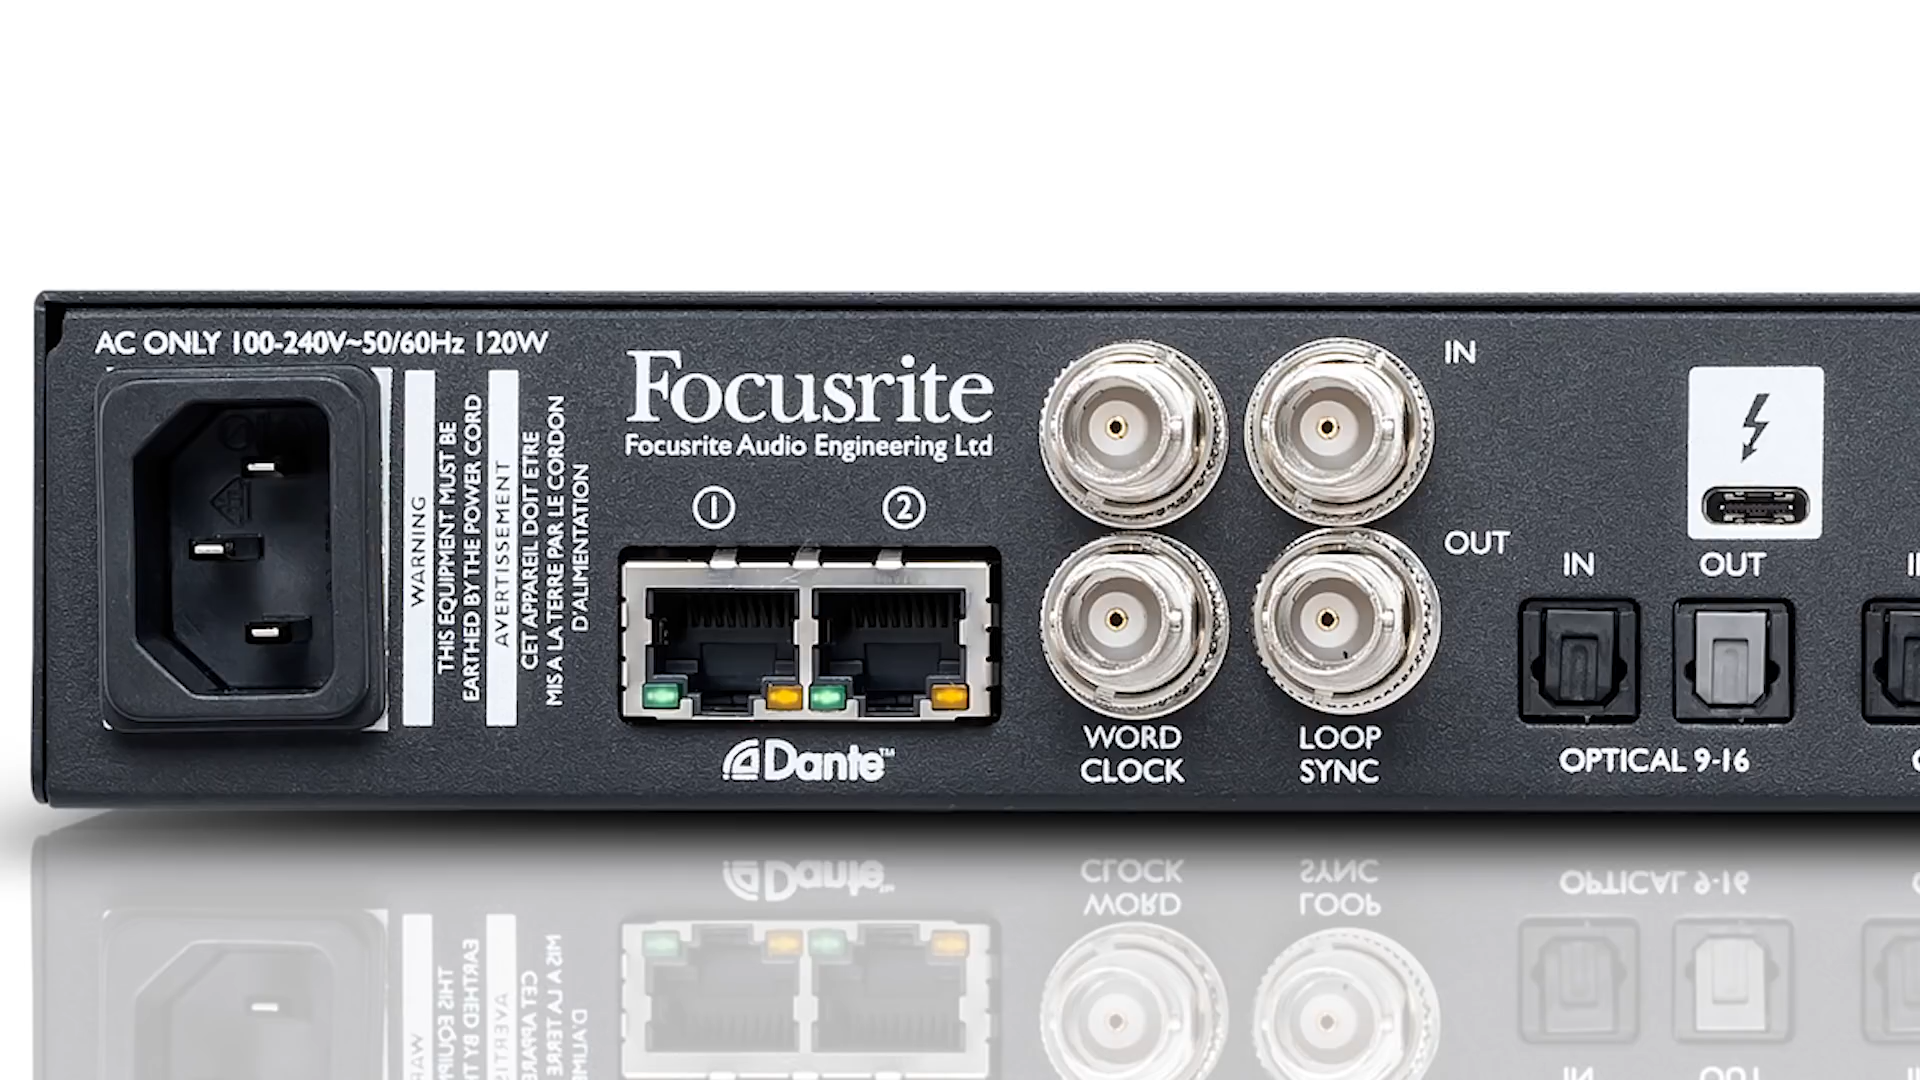 AC ONLY 100-240V~50/60Hz 120W
WARNING
THIS EQUIPMENT MUST BE
EARTHED BY THE POWER CORD
AVERTISSEMENT
CET APPAREIL DOIT ETRE
MIS A LA TERRE PAR LE CORDON
D'ALIMENTATION
Focusrite
Focusrite Audio Engineering Ltd
1 2
Dante™
IN
OUT
WORD
CLOCK
LOOP
SYNC
IN OUT
OPTICAL 9-16